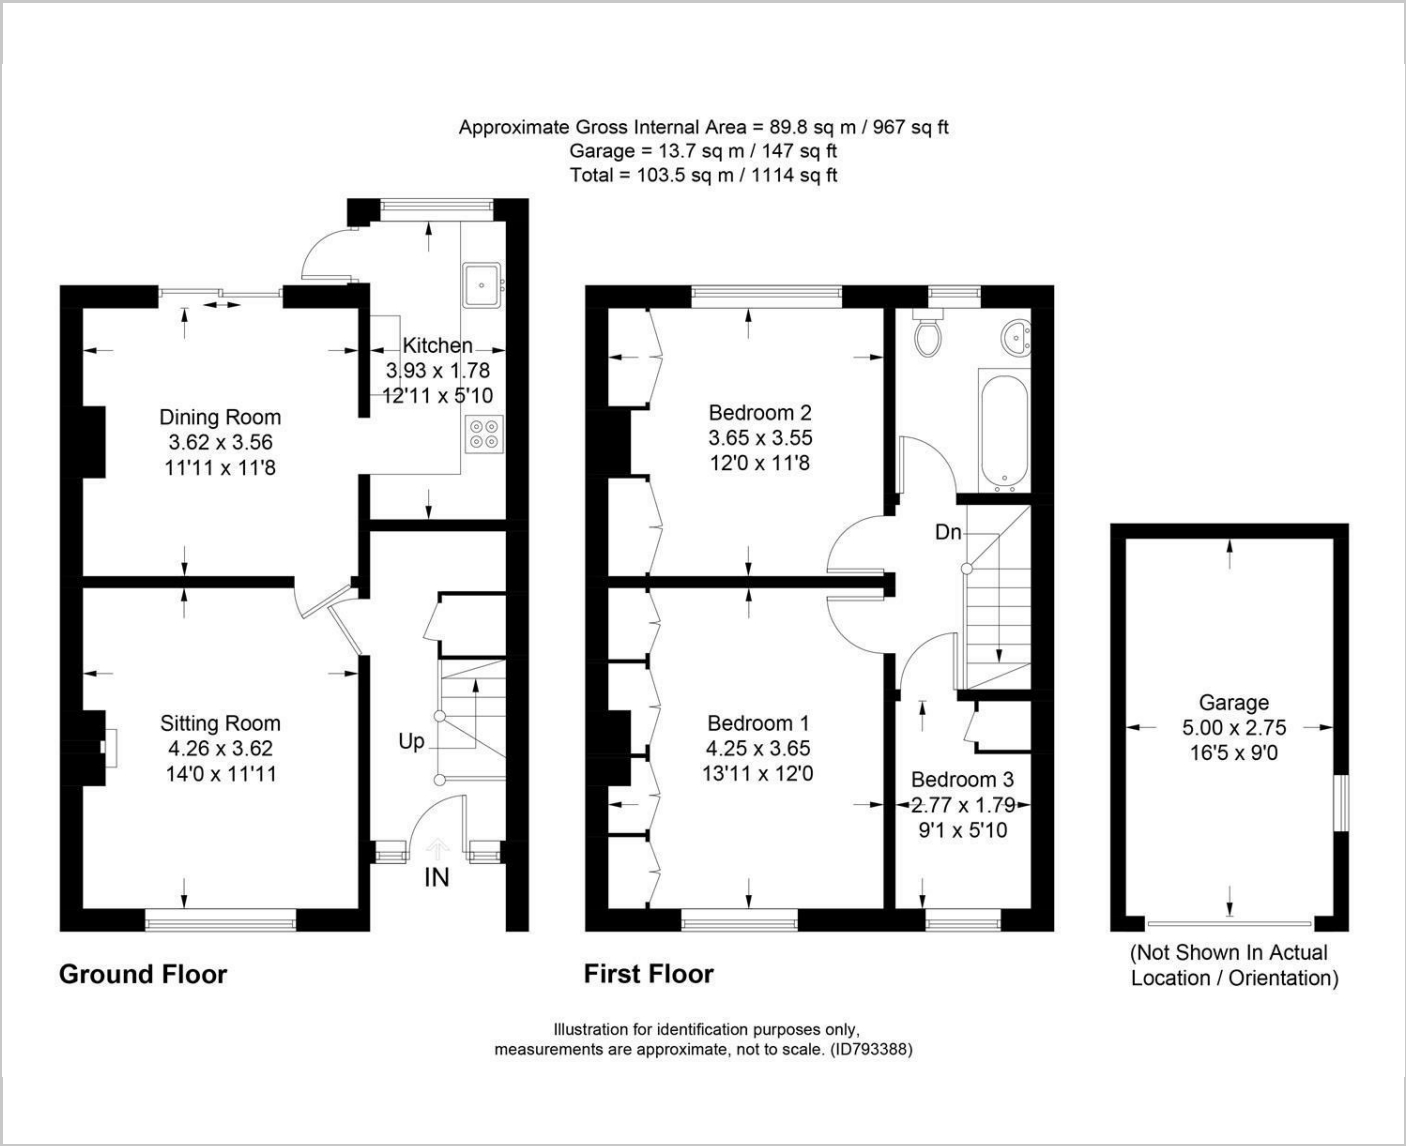 Approximate Gross Internal Area = 89.8 sq m / 967 sq ft
Garage = 13.7 sq m / 147 sq ft
Total = 103.5 sq m / 1114 sq ft
Kitchen
3.93 x 1.78
12'11 x 5'10
Dining Room
3.62 x 3.56
11'11 x 11'8
Sitting Room
4.26 x 3.62
14'0 x 11'11
Up
IN
Ground Floor
Bedroom 2
3.65 x 3.55
12'0 x 11'8
Dn
Bedroom 1
4.25 x 3.65
13'11 x 12'0
Bedroom 3
2.77 x 1.79
9'1 x 5'10
First Floor
Garage
5.00 x 2.75
16'5 x 9'0
(Not Shown In Actual
Location / Orientation)
Illustration for identification purposes only,
measurements are approximate, not to scale. (ID793388)